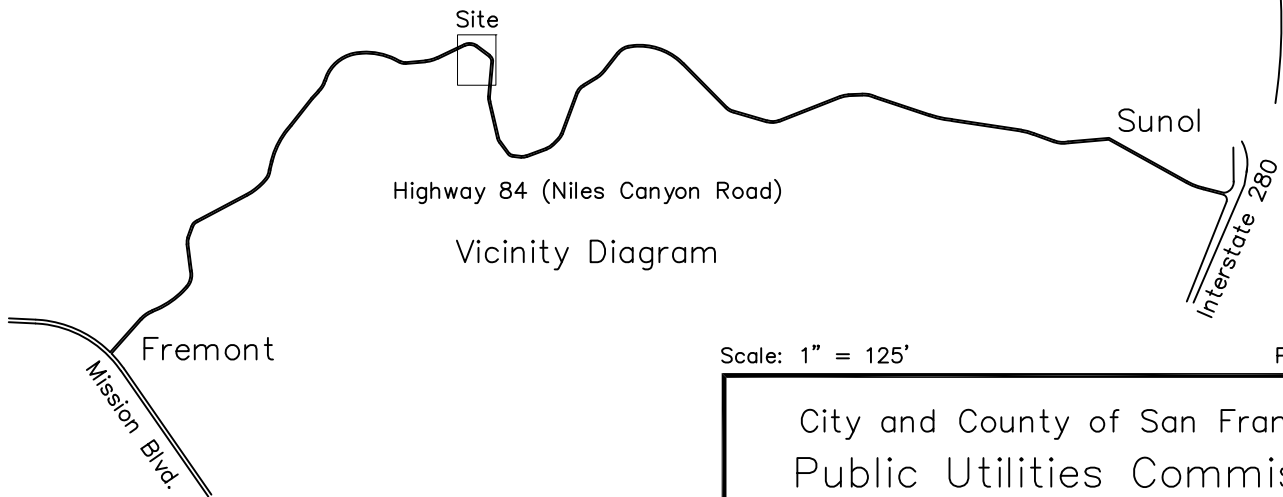 Site
Sunol
Highway 84 (Niles Canyon Road)
Interstate 280
Vicinity Diagram
Fremont
Mission Blvd.
Scale: 1" = 125'
City and County of San Fran
Public Utilities Commis